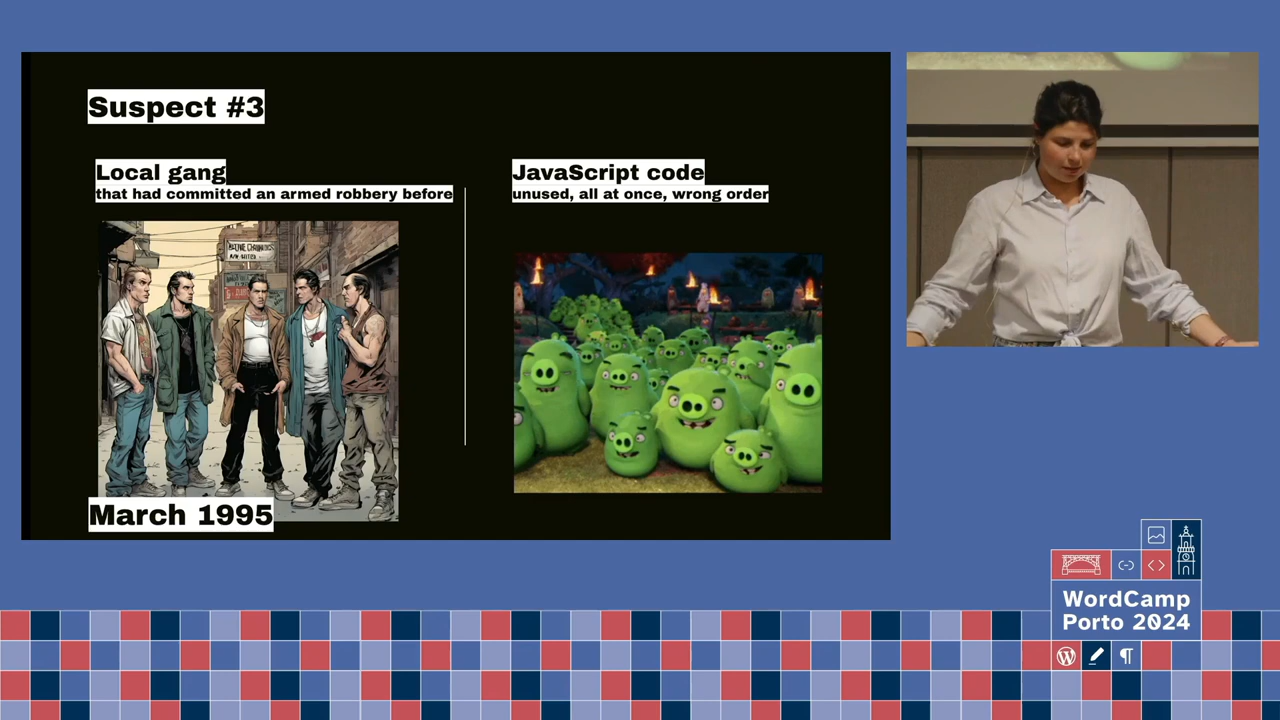 Suspect #3
Local gang
that had committed an armed robbery before
JavaScript code
unused, all at once, wrong order
March 1995
WordCamp
Porto 2024